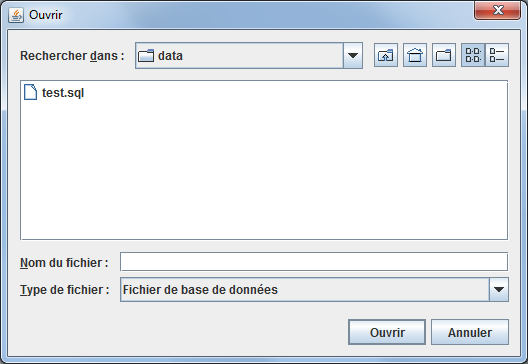 Ouvrir
Rechercher dans : data
test.sql
Nom du fichier :
Type de fichier : Fichier de base de données
Ouvrir Annuler